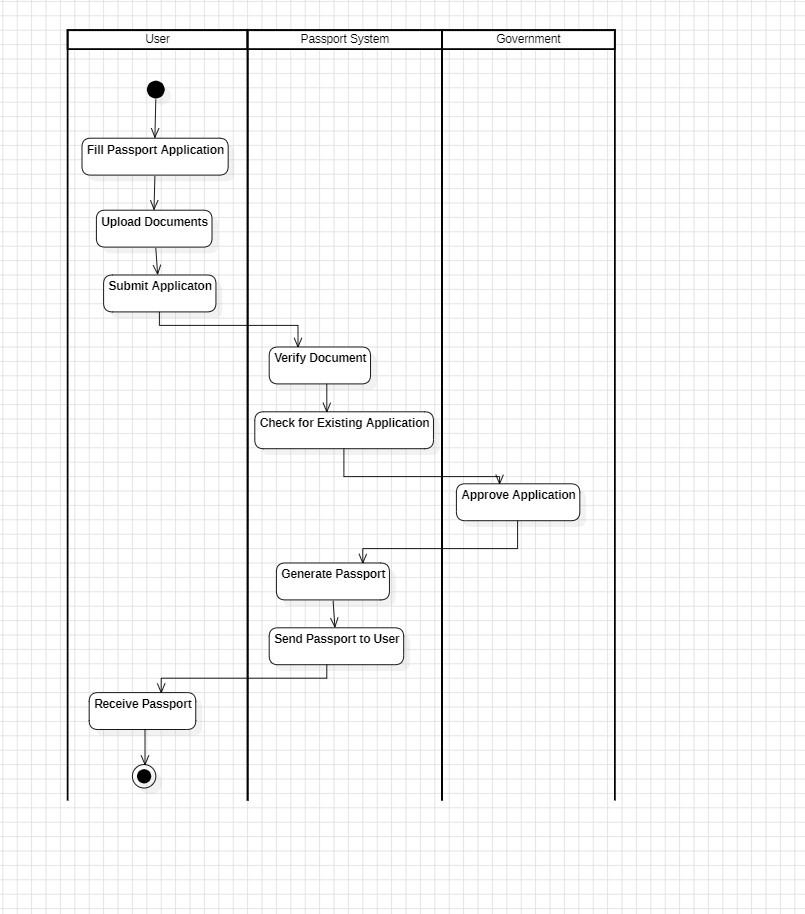 User
Passport System
Government
Fill Passport Application
Upload Documents
Submit Applicaton
Verify Document
Check for Existing Application
Approve Application
Generate Passport
Send Passport to User
Receive Passport